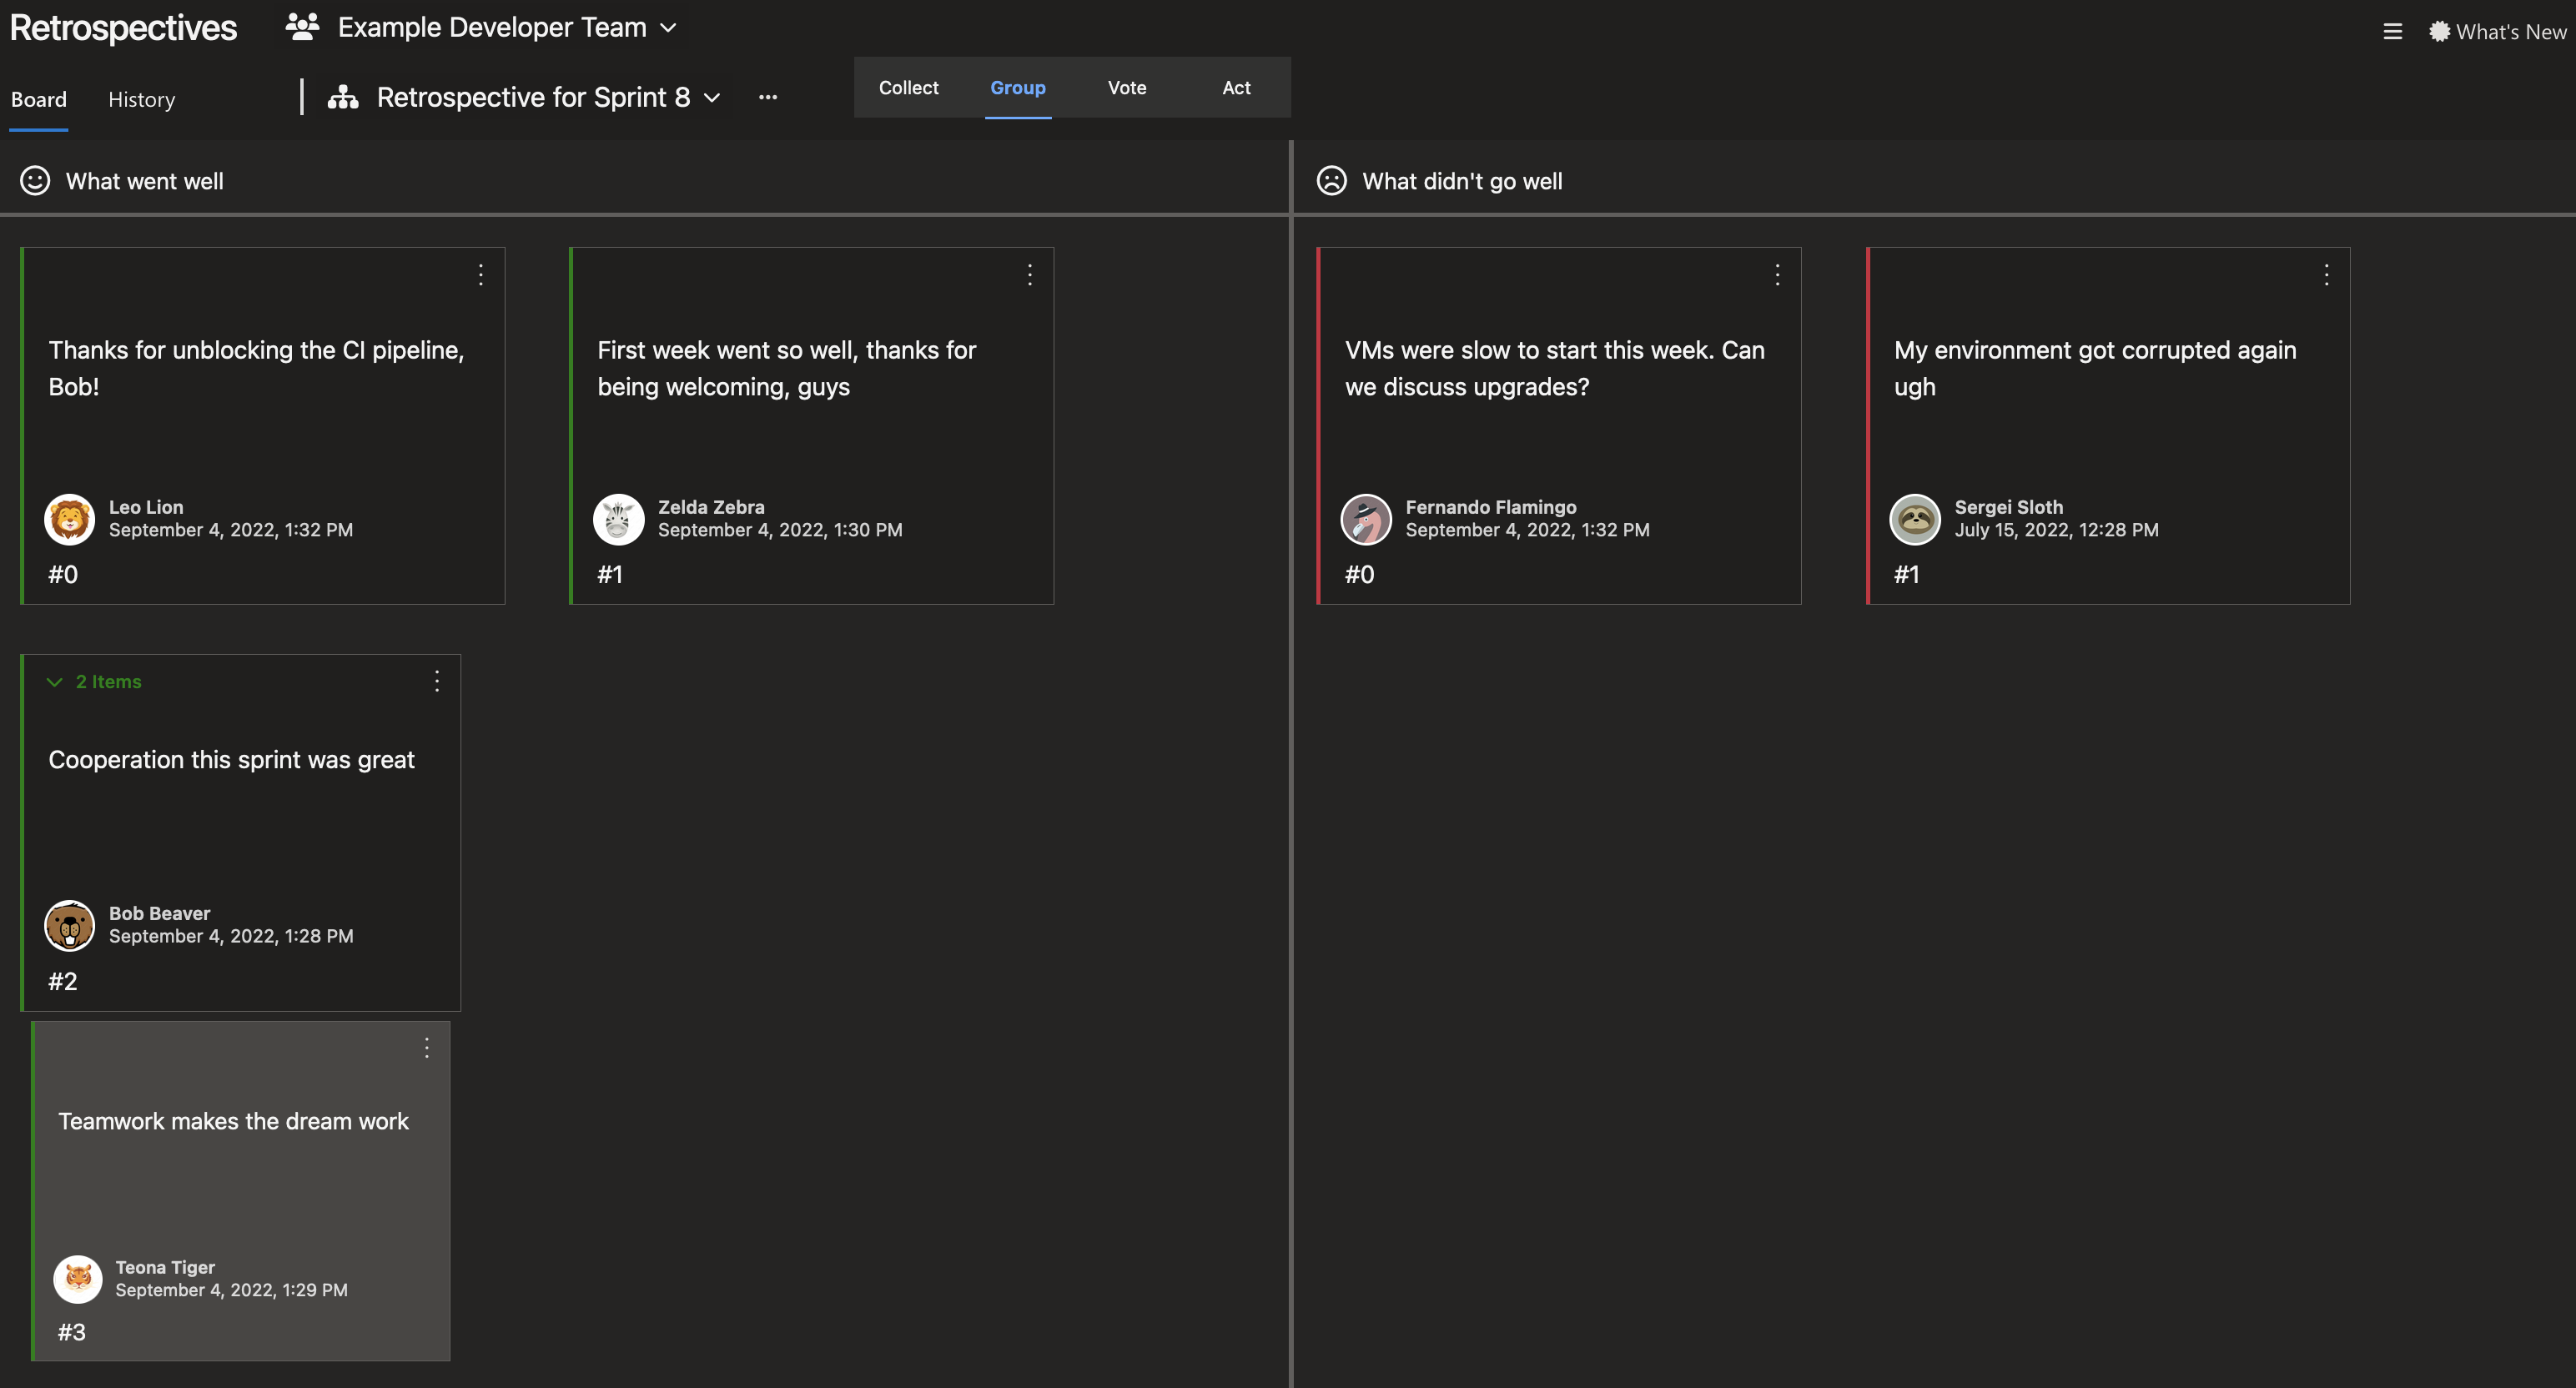 Retrospectives
Example Developer Team
What's New
Board
History
Retrospective for Sprint 8
Collect
Group
Vote
Act
What went well
Thanks for unblocking the CI pipeline,
Bob!
Leo Lion
September 4, 2022, 1:32 PM
#0
First week went so well, thanks for
being welcoming, guys
Zelda Zebra
September 4, 2022, 1:30 PM
#1
2 Items
Cooperation this sprint was great
Bob Beaver
September 4, 2022, 1:28 PM
#2
Teamwork makes the dream work
Teona Tiger
September 4, 2022, 1:29 PM
#3
What didn't go well
VMs were slow to start this week. Can
we discuss upgrades?
Fernando Flamingo
September 4, 2022, 1:32 PM
#0
My environment got corrupted again
ugh
Sergei Sloth
July 15, 2022, 12:28 PM
#1